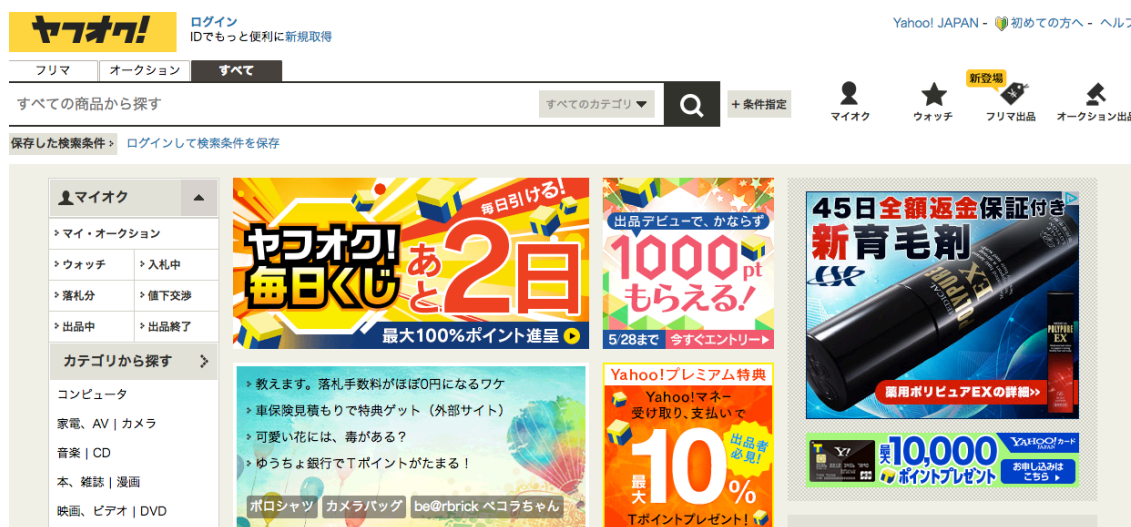 ヤフオク!
ログイン
IDでもっと便利に新規取得
Yahoo! JAPAN - 初めての方へ - ヘルプ
フリマ
オークション
すべて
すべての商品から探す
すべてのカテゴリ ▼
+条件指定
新登場
マイオク
ウォッチ
フリマ出品
オークション出品
保存した検索条件
ログインして検索条件を保存
マイオク
マイ・オークション
ウォッチ
入札中
落札分
値下交渉
出品中
出品終了
カテゴリから探す
コンピュータ
家電、AV | カメラ
音楽 | CD
本、雑誌 | 漫画
映画、ビデオ | DVD
毎日引ける!
ヤフオク!
毎日くじ
あと2日
最大100%ポイント進呈
教えます。落札手数料がほぼ0円になるワケ
車保険見積もりで特典ゲット(外部サイト)
可愛い花には、毒がある?
ゆうちょ銀行でTポイントがたまる!
ポロシャツ
カメラバッグ
be@rbrick ペコラちゃん
出品デビューで、かならず
1000pt
もらえる!
5/28まで
今すぐエントリー
Yahoo!プレミアム特典
Yahoo!マネー
受け取り、支払いで
出品者
必見!
最大10%
Tポイントプレゼント!
45日全額返金保証付き
新育毛剤
MEDICAL
POLYPURE
EX
POLYPURE
EX
薬用ポリピュアEXの詳細>>
Y!
最大10,000
ポイントプレゼント
YAHOO!カード
JAPAN
お申し込みは
こちら